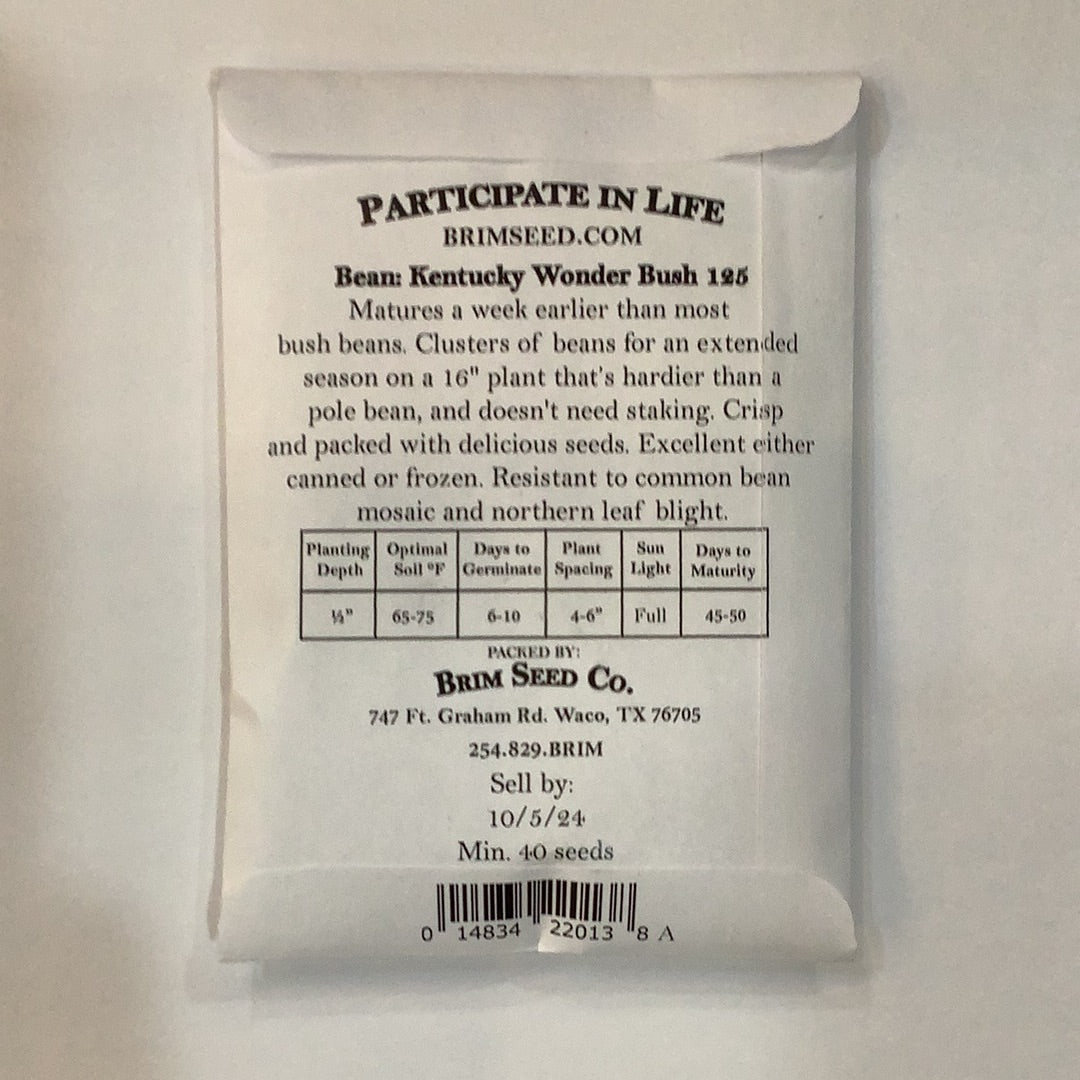 PARTICIPATE IN LIFE
BRIMSEED.COM
Bean: Kentucky Wonder Bush 125
Matures a week earlier than most
bush beans. Clusters of beans for an extended
season on a 16" plant that's hardier than a
pole bean, and doesn't need staking. Crisp
and packed with delicious seeds. Excellent either
canned or frozen. Resistant to common bean
mosaic and northern leaf blight.
Planting Depth Optimal Soil ºF Days to Germinate Plant Spacing Sun Light Days to Maturity
½" 65-75 6-10 4-6" Full 45-50
PACKED BY:
BRIM SEED CO.
747 Ft. Graham Rd. Waco, TX 76705
254.829.BRIM
Sell by:
10/5/24
Min. 40 seeds
0 14834 22013 8 A